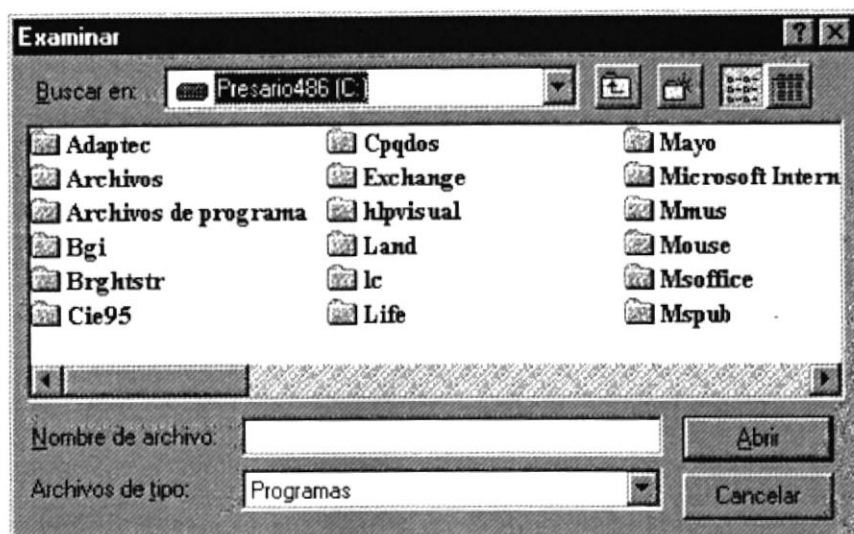 Examinar
Buscar en: Presario486 (C:)
Adaptec Cpqdos Mayo
Archivos Exchange Microsoft Intern
Archivos de programa hlpvisual Mmus
Bgi Land Mouse
Brghtstr lc Msoffice
Cie95 Life Mspub
Nombre de archivo: Abrir
Archivos de tipo: Programas Cancelar